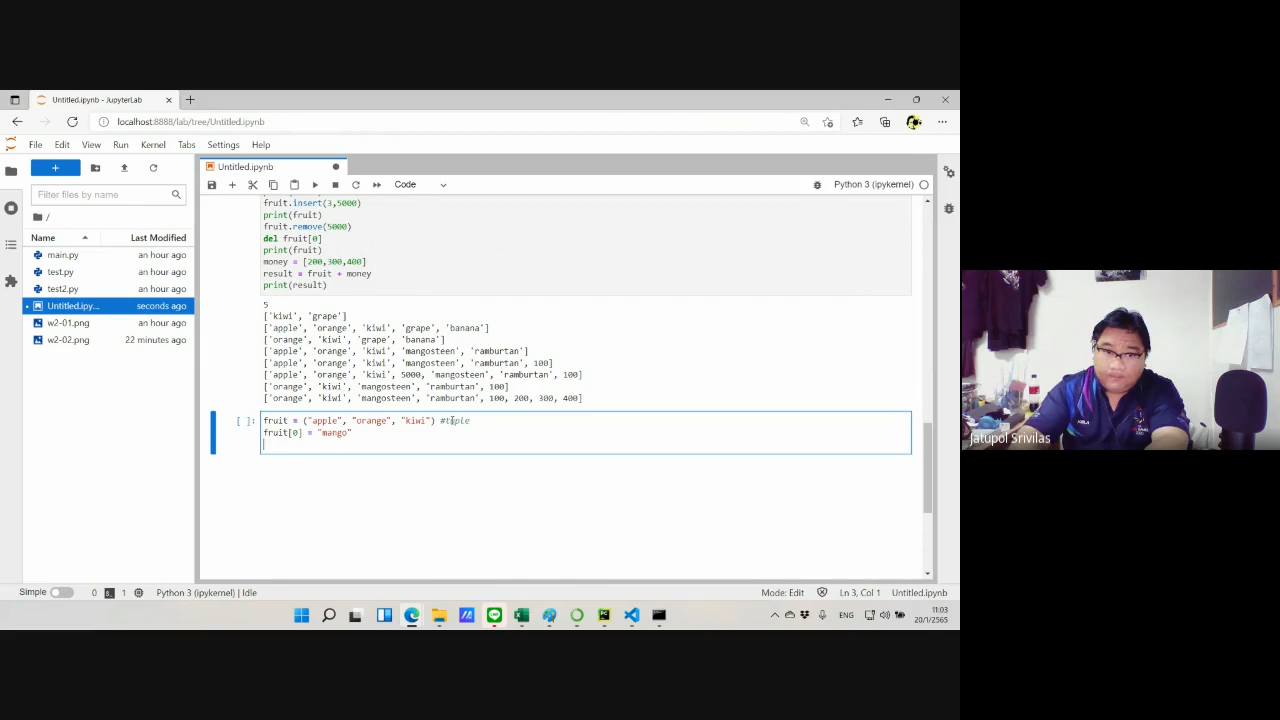 Untitled.ipynb - JupyterLab
localhost:8888/lab/tree/Untitled.ipynb
File Edit View Run Kernel Tabs Settings Help
Filter files by name
/
Name Last Modified
main.py an hour ago
test.py an hour ago
test2.py an hour ago
Untitled.ipy... seconds ago
w2-01.png an hour ago
w2-02.png 22 minutes ago
Untitled.ipynb
Code
Python 3 (ipykernel)
fruit.insert(3,5000)
print(fruit)
fruit.remove(5000)
del fruit[0]
print(fruit)
money = [200,300,400]
result = fruit + money
print(result)
5
['kiwi', 'grape']
['apple', 'orange', 'kiwi', 'grape', 'banana']
['orange', 'kiwi', 'grape', 'banana']
['apple', 'orange', 'kiwi', 'mangosteen', 'ramburtan']
['apple', 'orange', 'kiwi', 'mangosteen', 'ramburtan', 100]
['apple', 'orange', 'kiwi', 5000, 'mangosteen', 'ramburtan', 100]
['orange', 'kiwi', 'mangosteen', 'ramburtan', 100]
['orange', 'kiwi', 'mangosteen', 'ramburtan', 100, 200, 300, 400]
[ ]:
fruit = ("apple", "orange", "kiwi") #tuple
fruit[0] = "mango"
Simple 0 1 Python 3 (ipykernel) | Idle
Mode: Edit Ln 3, Col 1 Untitled.ipynb
ENG
11:03
20/1/2565
Jatupol Srivilas